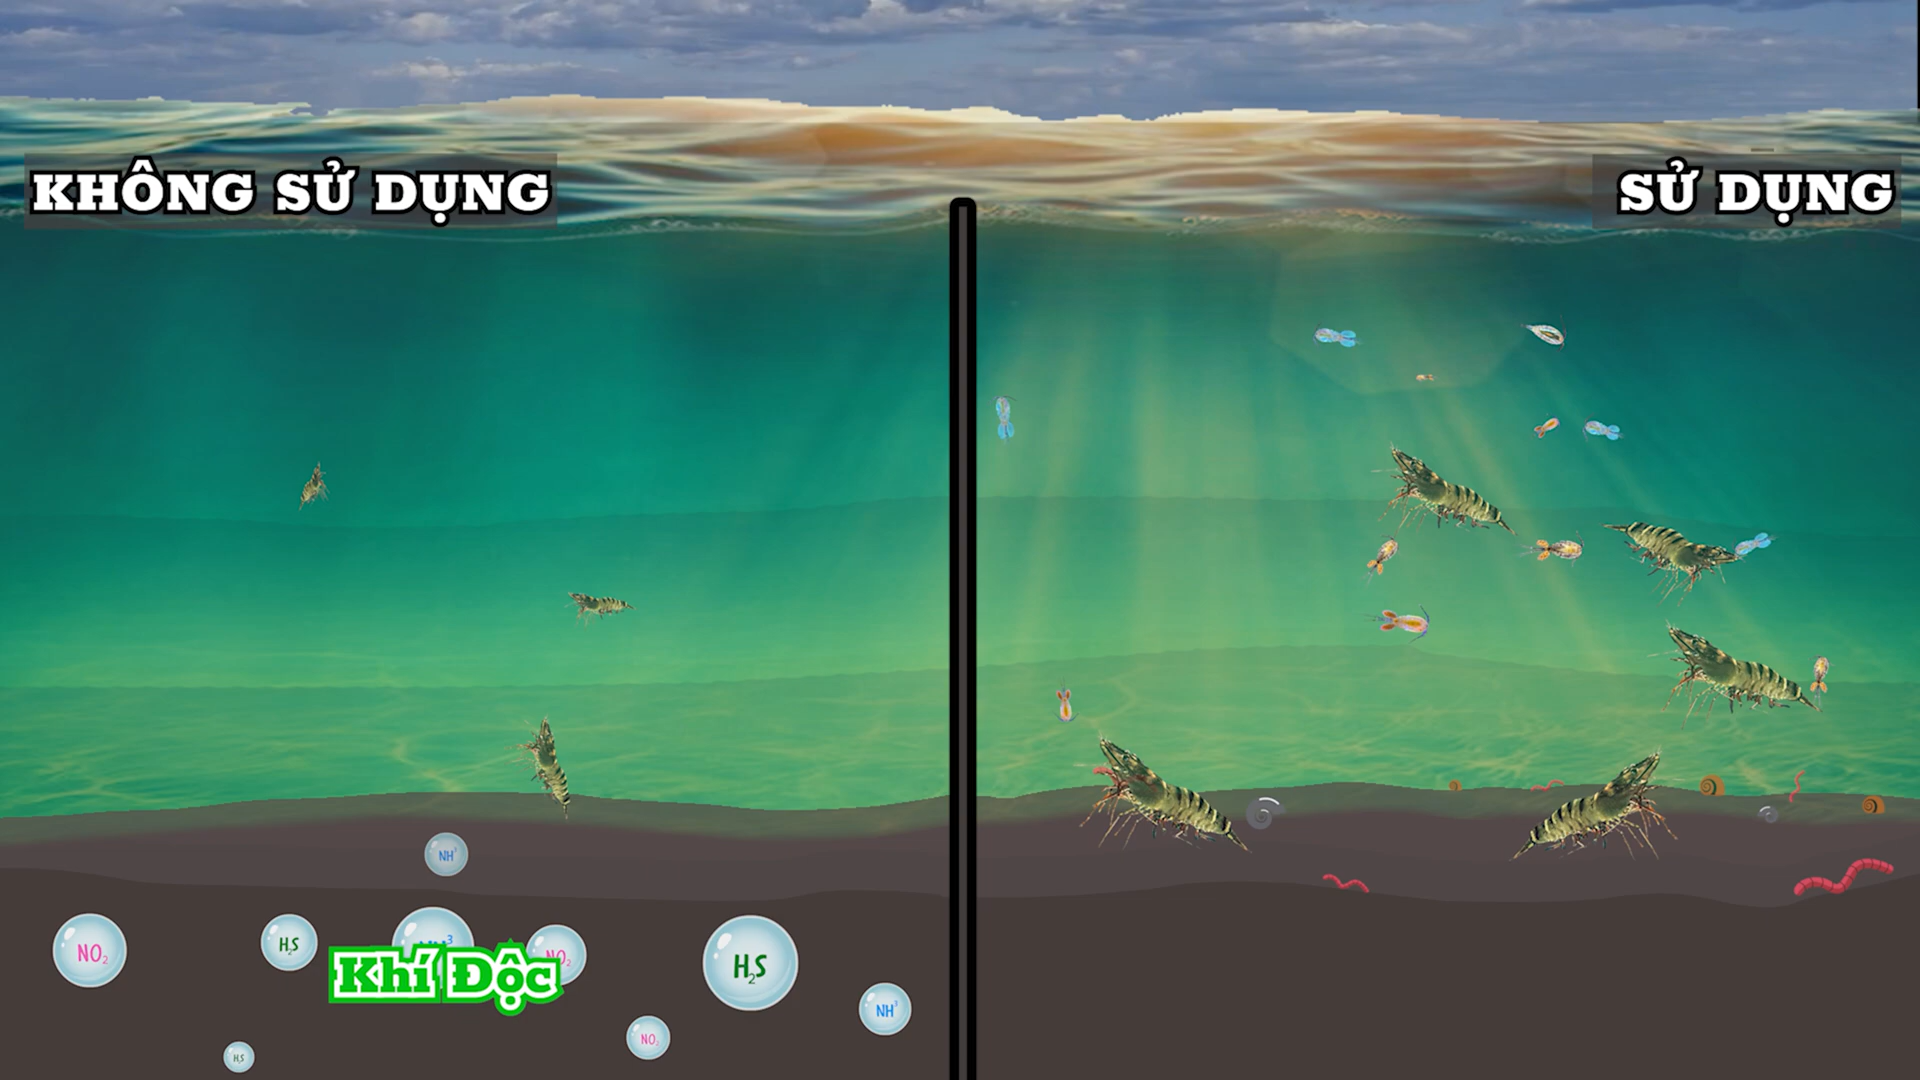 KHÔNG SỬ DỤNG
SỬ DỤNG
NH³
NO₂
H₂S
NO₂
Khí Độc
H₂S
NH³
NO₂
H₂S